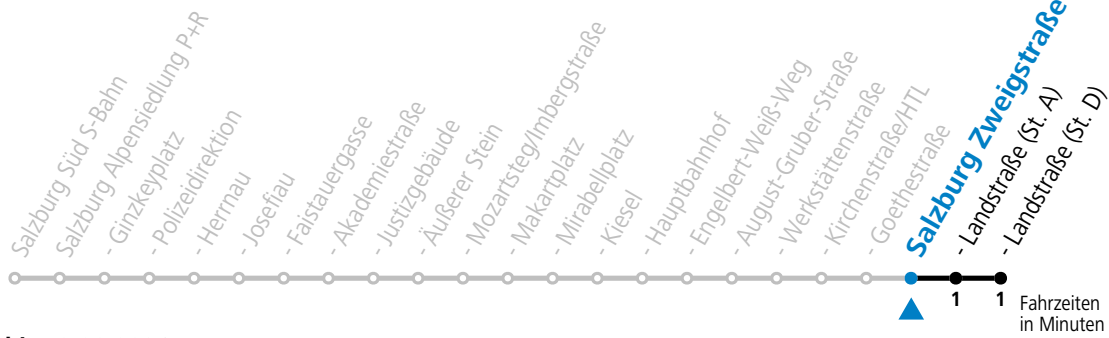 Salzburg Süd S-Bahn
Salzburg Alpensiedlung P+R
- Ginzkeyplatz
- Polizeidirektion
- Herrnau
- Josefiau
- Faistauergasse
- Akademiestraße
- Justizgebäude
- Äußerer Stein
- Mozartsteg/Imbergstraße
- Makartplatz
- Mirabellplatz
- Kiesel
- Hauptbahnhof
- Engelbert-Weiß-Weg
- August-Gruber-Straße
- Werkstättenstraße
- Kirchenstraße/HTL
- Goethestraße
Salzburg Zweigstraße
- Landstraße (St. A)
- Landstraße (St. D)
1 1 Fahrzeiten
in Minuten